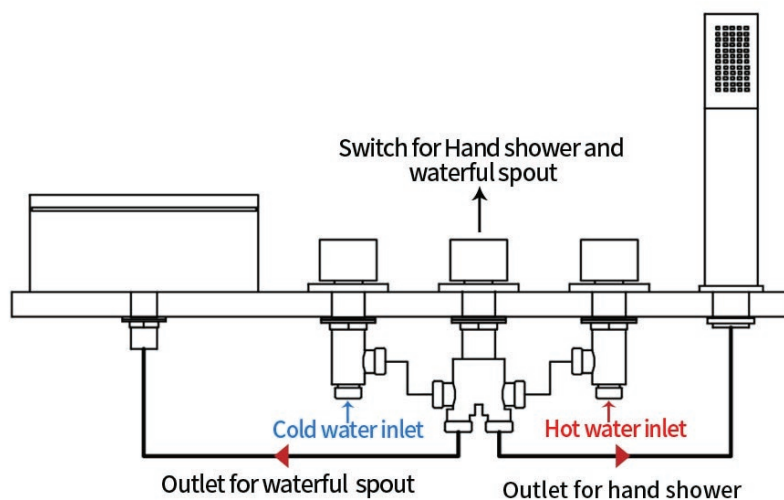 Switch for Hand shower and
waterful spout
Cold water inlet
Hot water inlet
Outlet for waterful spout
Outlet for hand shower